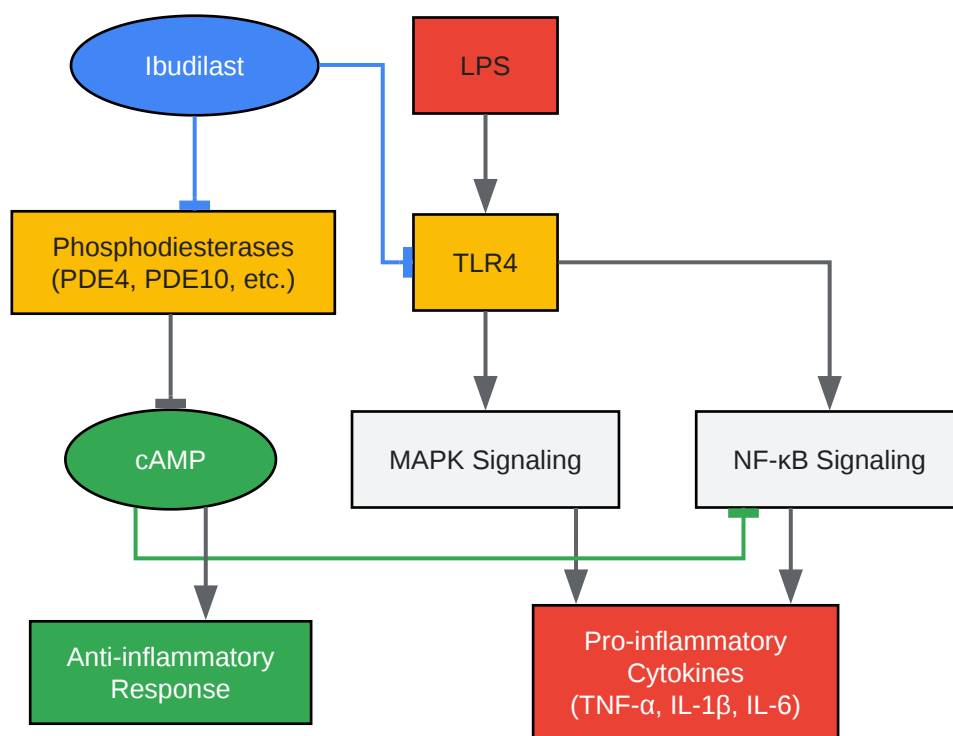 Ibudilast
LPS
Phosphodiesterases
(PDE4, PDE10, etc.)
TLR4
cAMP
MAPK Signaling
NF-κB Signaling
Anti-inflammatory
Response
Pro-inflammatory
Cytokines
(TNF-α, IL-1β, IL-6)